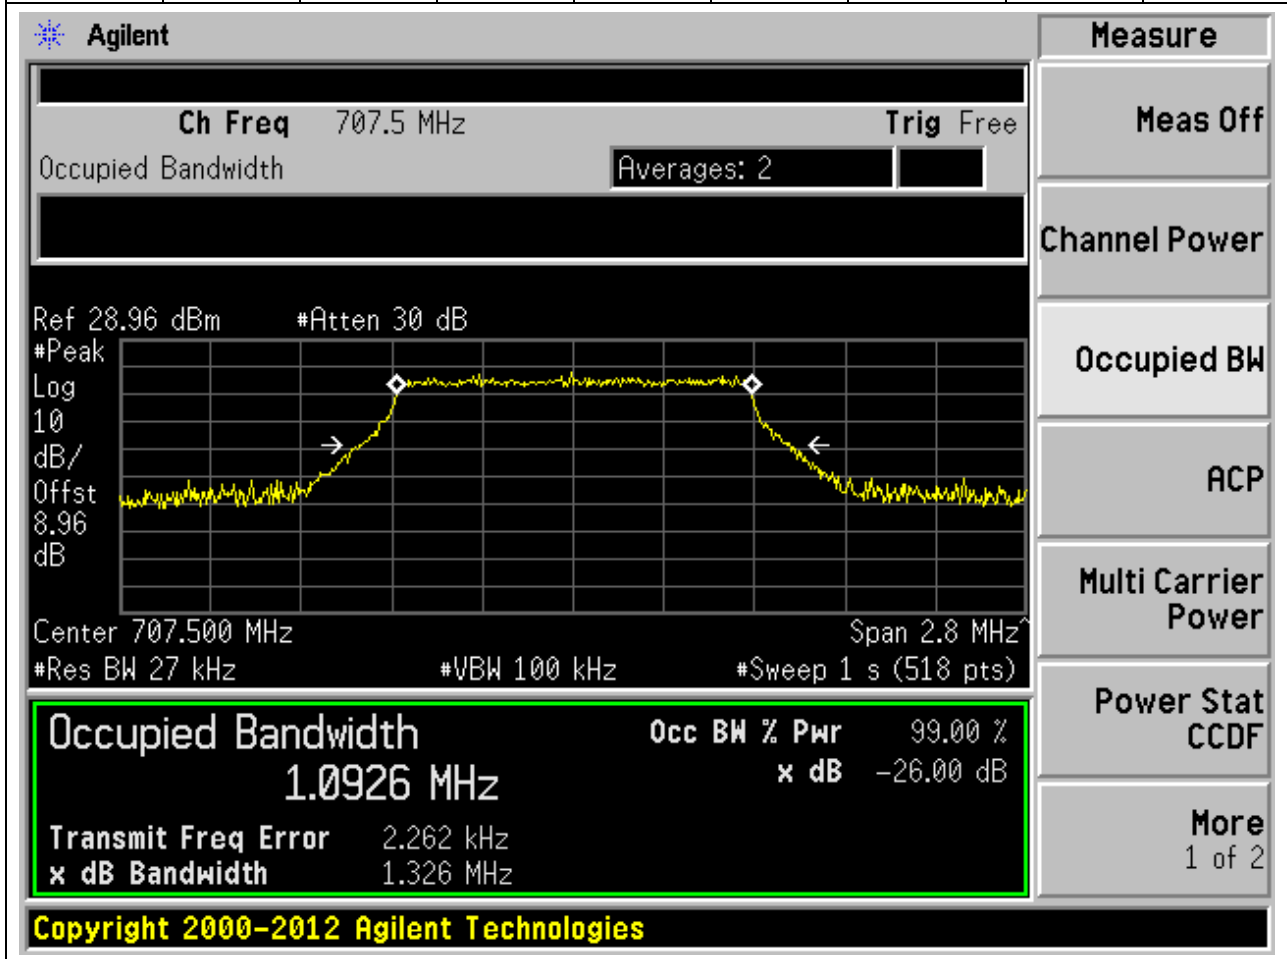 Agilent
Measure
Ch Freq 707.5 MHz Trig Free
Meas Off
Occupied Bandwidth Averages: 2
Channel Power
Ref 28.96 dBm #Atten 30 dB
#Peak
Log
10
dB/
Offst
8.96
dB
Occupied BW
ACP
Multi Carrier
Power
Center 707.500 MHz Span 2.8 MHz^
#Res BW 27 kHz #VBW 100 kHz #Sweep 1 s (518 pts)
Occupied Bandwidth Occ BW % Pwr 99.00 %
1.0926 MHz x dB -26.00 dB
Transmit Freq Error 2.262 kHz
x dB Bandwidth 1.326 MHz
Power Stat
CCDF
More
1 of 2
Copyright 2000-2012 Agilent Technologies